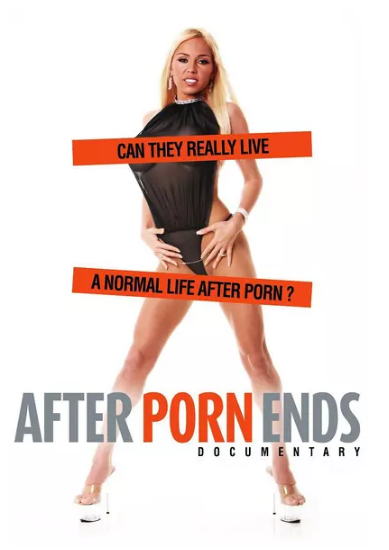 CAN THEY REALLY LIVE
A NORMAL LIFE AFTER PORN ?
AFTER PORN ENDS
DOCUMENTARY